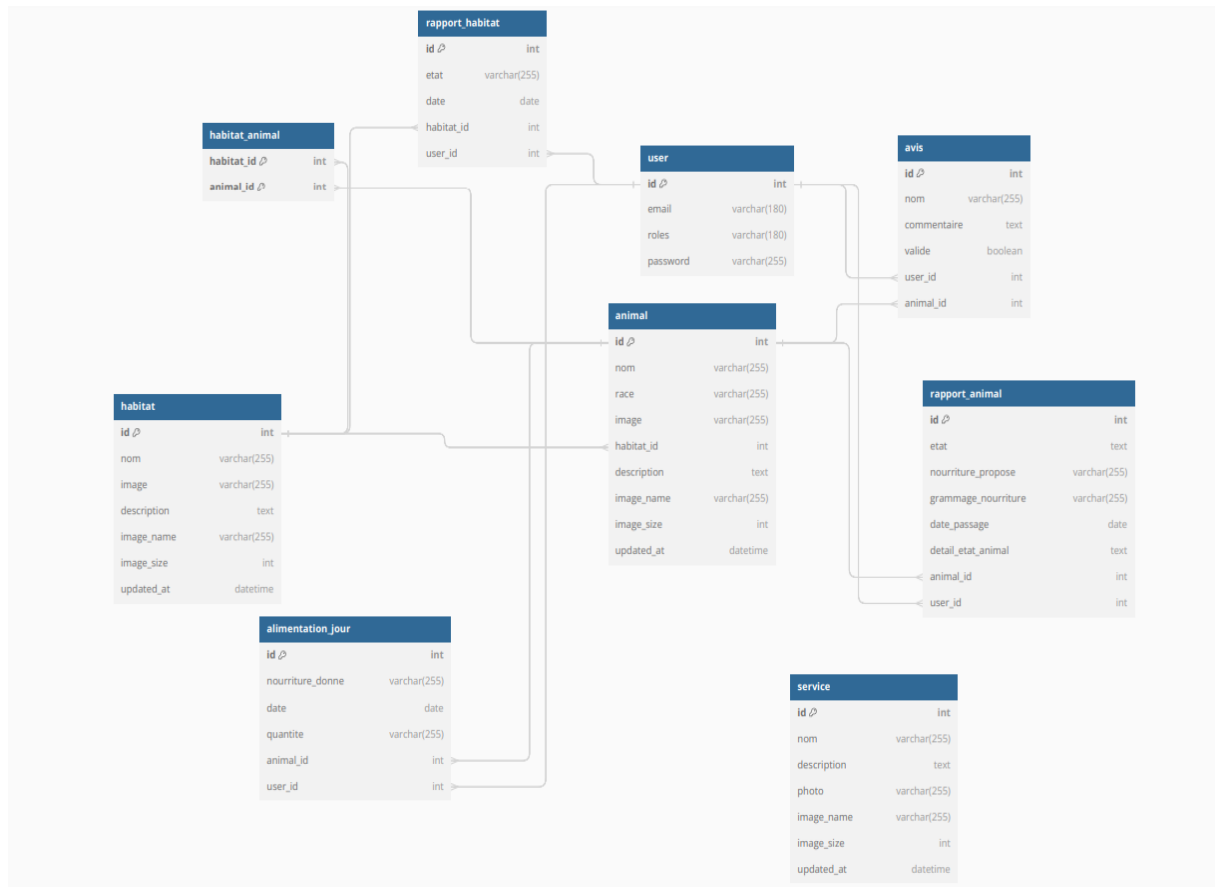 rapport_habitat
id int
etat varchar(255)
date date
habitat_id int
user_id int
habitat_animal
habitat_id int
animal_id int
user
id int
email varchar(180)
roles varchar(180)
password varchar(255)
avis
id int
nom varchar(255)
commentaire text
valide boolean
user_id int
animal_id int
animal
id int
nom varchar(255)
race varchar(255)
image varchar(255)
habitat_id int
description text
image_name varchar(255)
image_size int
updated_at datetime
habitat
id int
nom varchar(255)
image varchar(255)
description text
image_name varchar(255)
image_size int
updated_at datetime
rapport_animal
id int
etat text
nourriture_propose varchar(255)
grammage_nourriture varchar(255)
date_passage date
detail_etat_animal text
animal_id int
user_id int
alimentation_jour
id int
nourriture_donne varchar(255)
date date
quantite varchar(255)
animal_id int
user_id int
service
id int
nom varchar(255)
description text
photo varchar(255)
image_name varchar(255)
image_size int
updated_at datetime